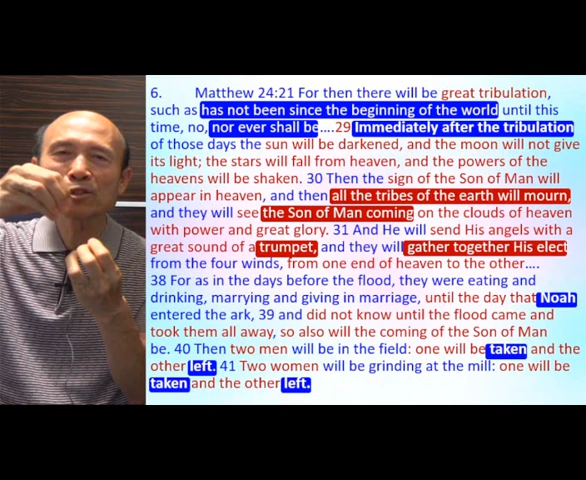 6. Matthew 24:21 For then there will be great tribulation,
such as has not been since the beginning of the world until this
time, no, nor ever shall be....29 Immediately after the tribulation
of those days the sun will be darkened, and the moon will not give
its light; the stars will fall from heaven, and the powers of the
heavens will be shaken. 30 Then the sign of the Son of Man will
appear in heaven, and then all the tribes of the earth will mourn,
and they will see the Son of Man coming on the clouds of heaven
with power and great glory. 31 And He will send His angels with a
great sound of a trumpet, and they will gather together His elect
from the four winds, from one end of heaven to the other....
38 For as in the days before the flood, they were eating and
drinking, marrying and giving in marriage, until the day that Noah
entered the ark, 39 and did not know until the flood came and
took them all away, so also will the coming of the Son of Man
be. 40 Then two men will be in the field: one will be taken and the
other left. 41 Two women will be grinding at the mill: one will be
taken and the other left.